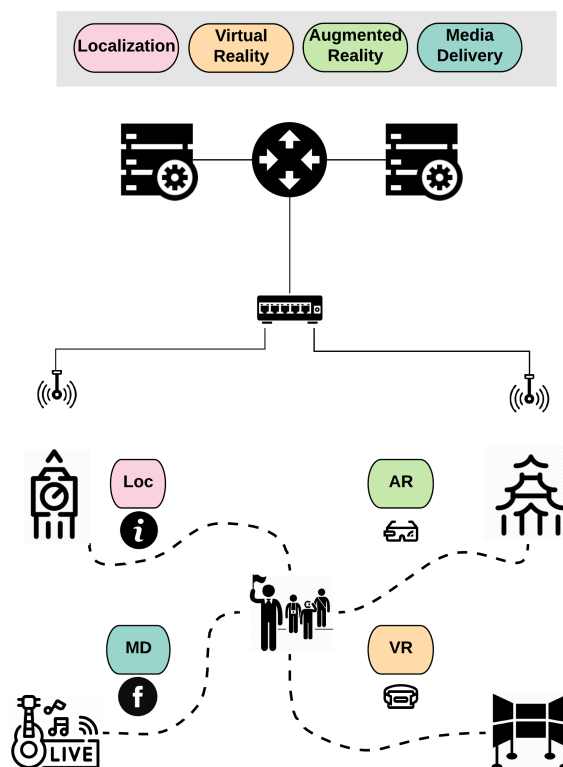 Localization
Virtual
Reality
Augmented
Reality
Media
Delivery
Loc
AR
i
MD
VR
f
LIVE